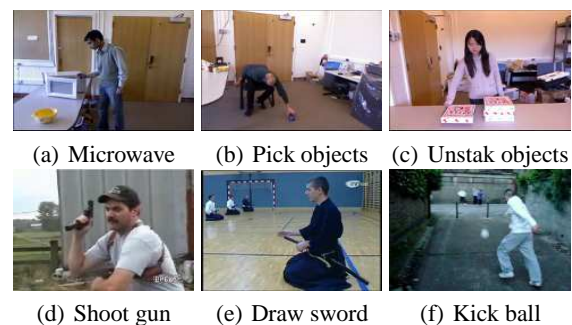 (a) Microwave
(b) Pick objects
(c) Unstak objects
(d) Shoot gun
(e) Draw sword
(f) Kick ball